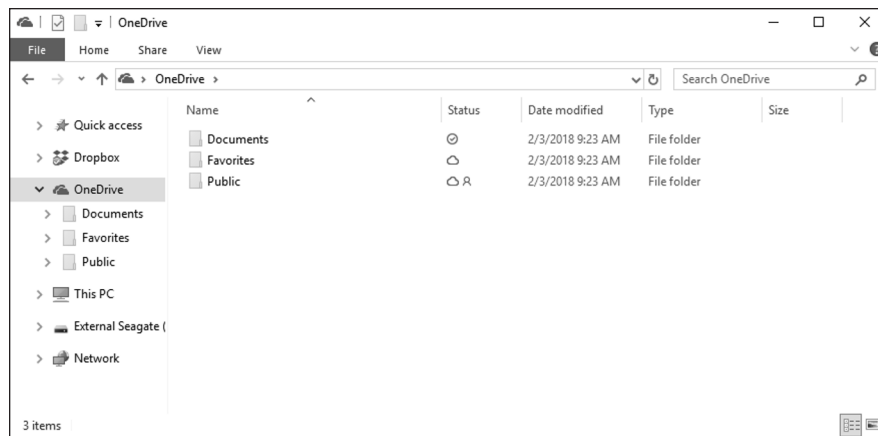 OneDrive
File Home Share View
OneDrive
Search OneDrive
Name Status Date modified Type Size
Quick access
Dropbox
OneDrive
Documents
Favorites
Public
This PC
External Seagate (
Network
Documents 2/3/2018 9:23 AM File folder
Favorites 2/3/2018 9:23 AM File folder
Public 2/3/2018 9:23 AM File folder
3 items